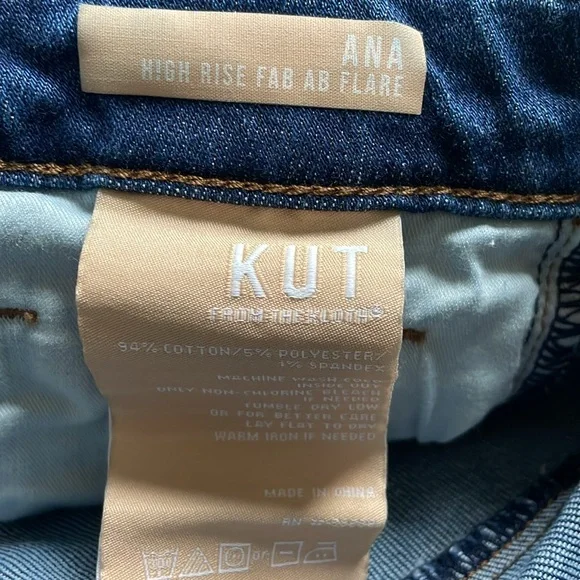 ANA
HIGH RISE FAB AB FLARE
KUT
FROM THE KLOTH®
94% COTTON/5% POLYESTER/
1% SPANDEX
MACHINE WASH COLD
INSIDE OUT
ONLY NON-CHLORINE BLEACH
IF NEEDED
TUMBLE DRY LOW
OR FOR BETTER CARE
LAY FLAT TO DRY
WARM IRON IF NEEDED
MADE IN CHINA
RN
or